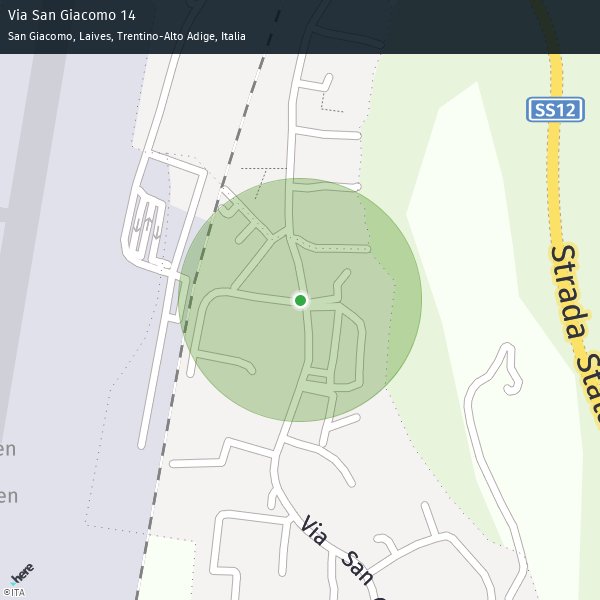 Via San Giacomo 14
San Giacomo, Laives, Trentino-Alto Adige, Italia
SS12
Strada State
en
en
Via San G
here
©ITA